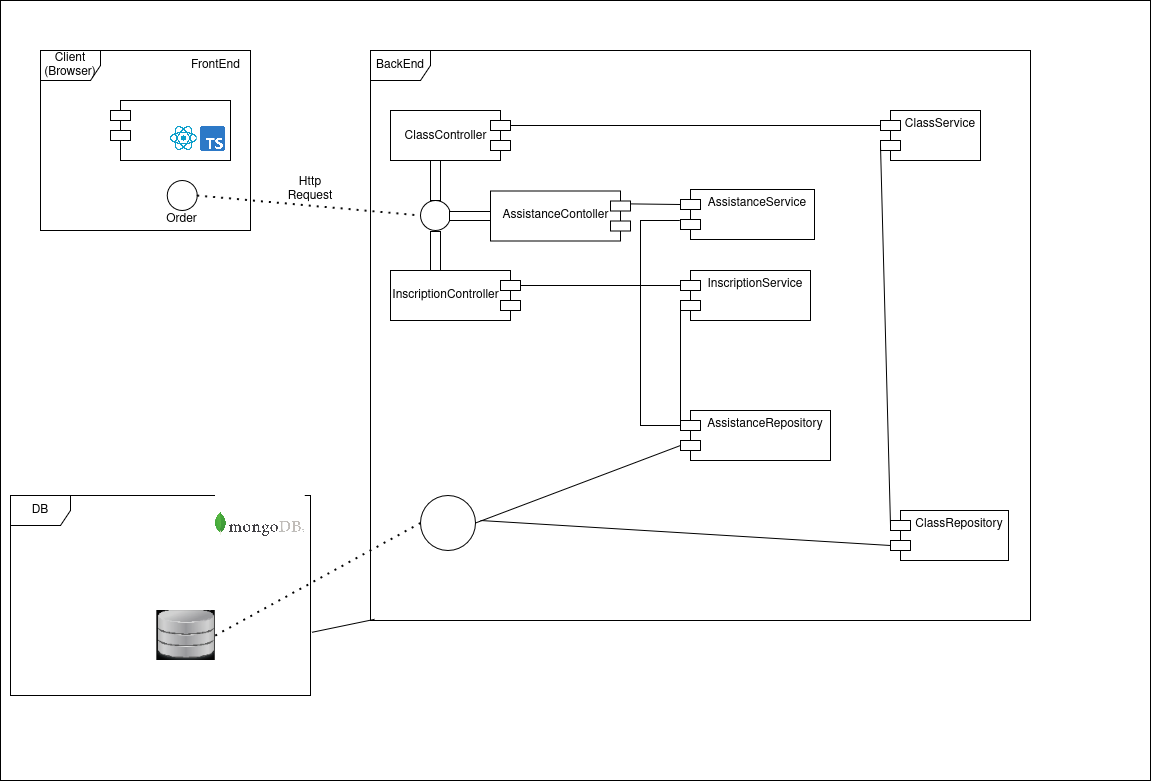 Client
(Browser)
FrontEnd
TS
Order
Http
Request
BackEnd
ClassController
ClassService
AssistanceContoller
AssistanceService
InscriptionController
InscriptionService
AssistanceRepository
ClassRepository
DB
mongoDB